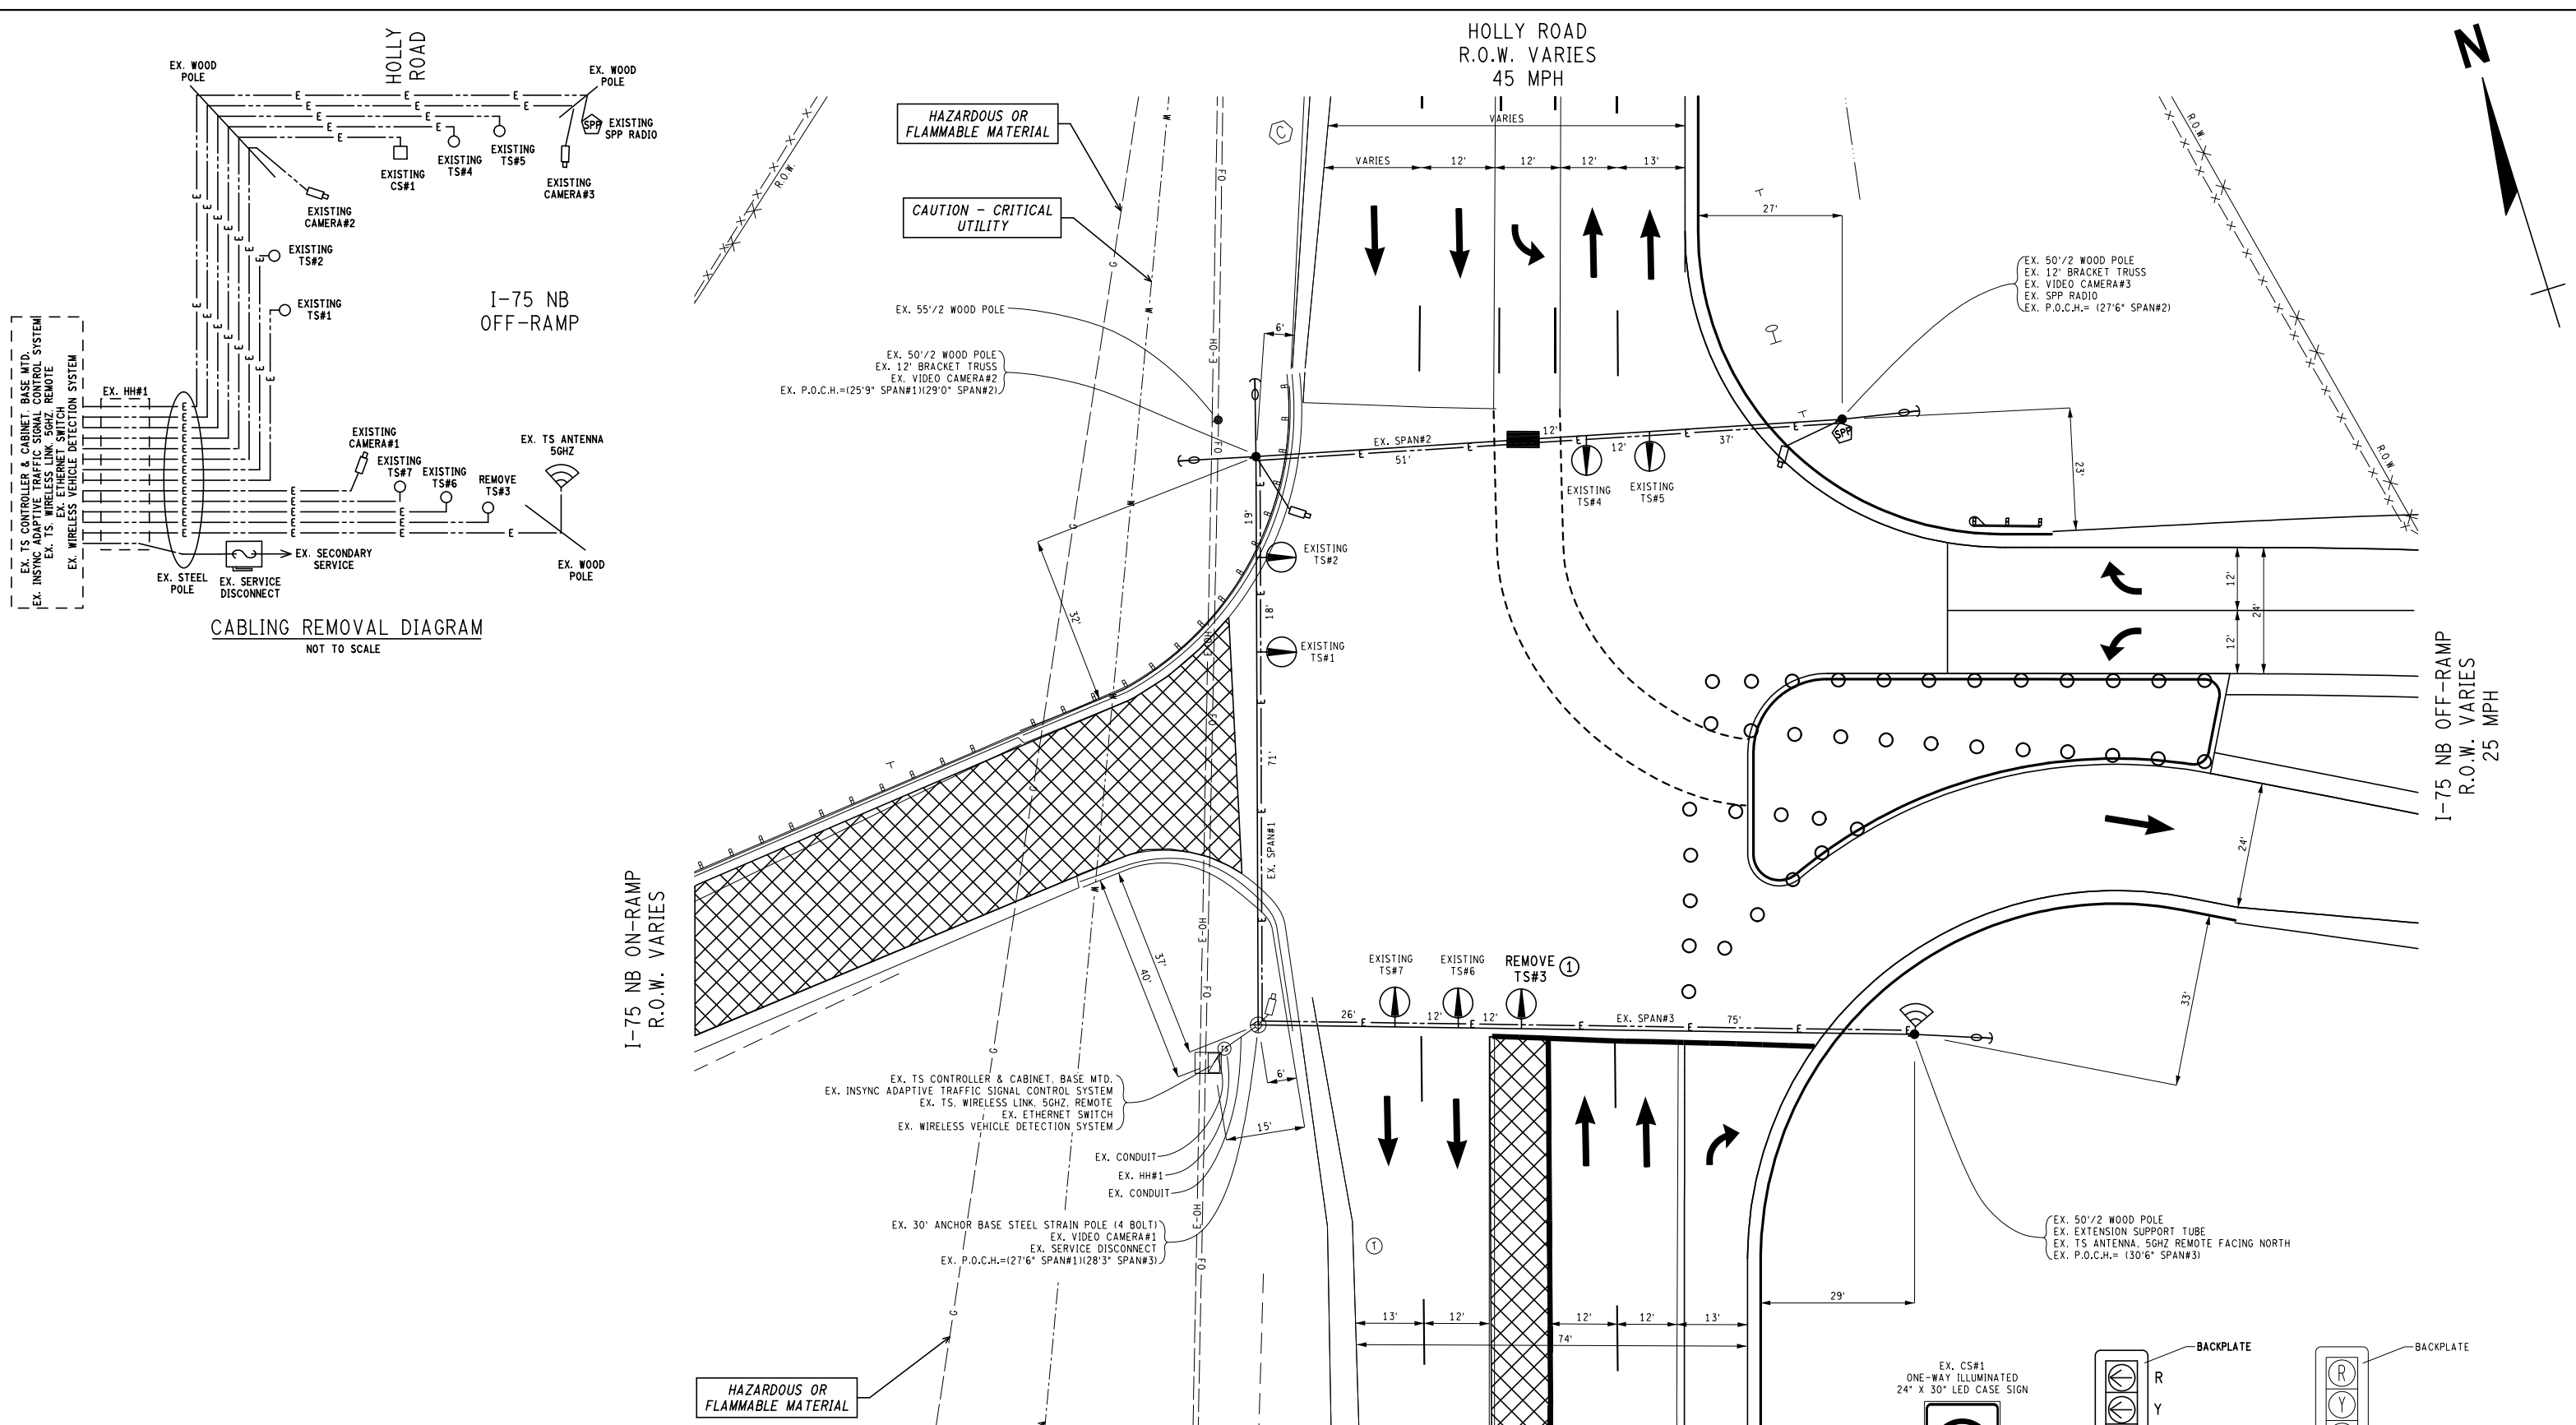 HOLLY
ROAD
EX. WOOD
POLE
EX. WOOD
POLE
E
E
E
E
E
E
E
E
E
SPP
EXISTING
SPP RADIO
EXISTING
CS#1
EXISTING
TS#4
EXISTING
TS#5
EXISTING
CAMERA#3
EXISTING
CAMERA#2
EXISTING
TS#2
EXISTING
TS#1
I-75 NB
OFF-RAMP
EX. TS CONTROLLER & CABINET, BASE MTD.
EX. INSYNC ADAPTIVE TRAFFIC SIGNAL CONTROL SYSTEM
EX. TS. WIRELESS LINK, 5GHZ, REMOTE
EX. ETHERNET SWITCH
EX. WIRELESS VEHICLE DETECTION SYSTEM
EX. HH#1
EXISTING
CAMERA#1
EXISTING
TS#7
EXISTING
TS#6
REMOVE
TS#3
EX. TS ANTENNA
5GHZ
EX. SECONDARY
SERVICE
EX. STEEL
POLE
EX. SERVICE
DISCONNECT
EX. WOOD
POLE
CABLING REMOVAL DIAGRAM
NOT TO SCALE
HOLLY ROAD
R.O.W. VARIES
45 MPH
N
HAZARDOUS OR
FLAMMABLE MATERIAL
CAUTION - CRITICAL
UTILITY
R.O.W.
R.O.W.
R.O.W.
C
VARIES
VARIES
12'
12'
12'
13'
27'
EX. 50'/2 WOOD POLE
EX. 12' BRACKET TRUSS
EX. VIDEO CAMERA#3
EX. SPP RADIO
EX. P.O.C.H.= (27'6" SPAN#2)
EX. 55'/2 WOOD POLE
6'
EX. 50'/2 WOOD POLE
EX. 12' BRACKET TRUSS
EX. VIDEO CAMERA#2
EX. P.O.C.H.=(25'9" SPAN#1)(29'0" SPAN#2)
EX. SPAN#2
51'
12'
12'
37'
SPP
23'
EXISTING
TS#4
EXISTING
TS#5
19'
EXISTING
TS#2
18'
EXISTING
TS#1
32'
71'
EX. SPAN#1
12'
24'
12'
I-75 NB OFF-RAMP
R.O.W. VARIES
25 MPH
24'
33'
I-75 NB ON-RAMP
R.O.W. VARIES
37'
40'
EXISTING
TS#7
EXISTING
TS#6
REMOVE
TS#3
1
26'
12'
12'
EX. SPAN#3
75'
TS
6'
15'
EX. TS CONTROLLER & CABINET, BASE MTD.
EX. INSYNC ADAPTIVE TRAFFIC SIGNAL CONTROL SYSTEM
EX. TS. WIRELESS LINK, 5GHZ, REMOTE
EX. ETHERNET SWITCH
EX. WIRELESS VEHICLE DETECTION SYSTEM
EX. CONDUIT
EX. HH#1
EX. CONDUIT
EX. 30' ANCHOR BASE STEEL STRAIN POLE (4 BOLT)
EX. VIDEO CAMERA#1
EX. SERVICE DISCONNECT
EX. P.O.C.H.=(27'6" SPAN#1)(28'3" SPAN#3)
T
EX. 50'/2 WOOD POLE
EX. EXTENSION SUPPORT TUBE
EX. TS ANTENNA, 5GHZ REMOTE FACING NORTH
EX. P.O.C.H.= (30'6" SPAN#3)
29'
13'
12'
12'
12'
13'
74'
HAZARDOUS OR
FLAMMABLE MATERIAL
EX. CS#1
ONE-WAY ILLUMINATED
24" X 30" LED CASE SIGN
BACKPLATE
R
Y
BACKPLATE
R
Y